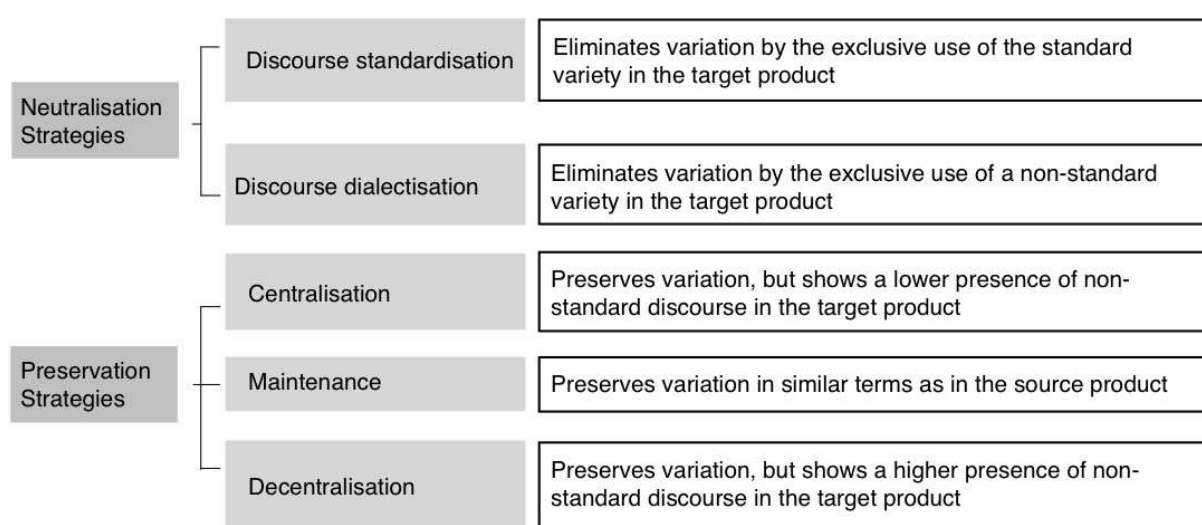 Neutralisation
Strategies
Discourse standardisation
Eliminates variation by the exclusive use of the standard
variety in the target product
Discourse dialectisation
Eliminates variation by the exclusive use of a non-standard
variety in the target product
Preservation
Strategies
Centralisation
Preserves variation, but shows a lower presence of non-
standard discourse in the target product
Maintenance
Preserves variation in similar terms as in the source product
Decentralisation
Preserves variation, but shows a higher presence of non-
standard discourse in the target product